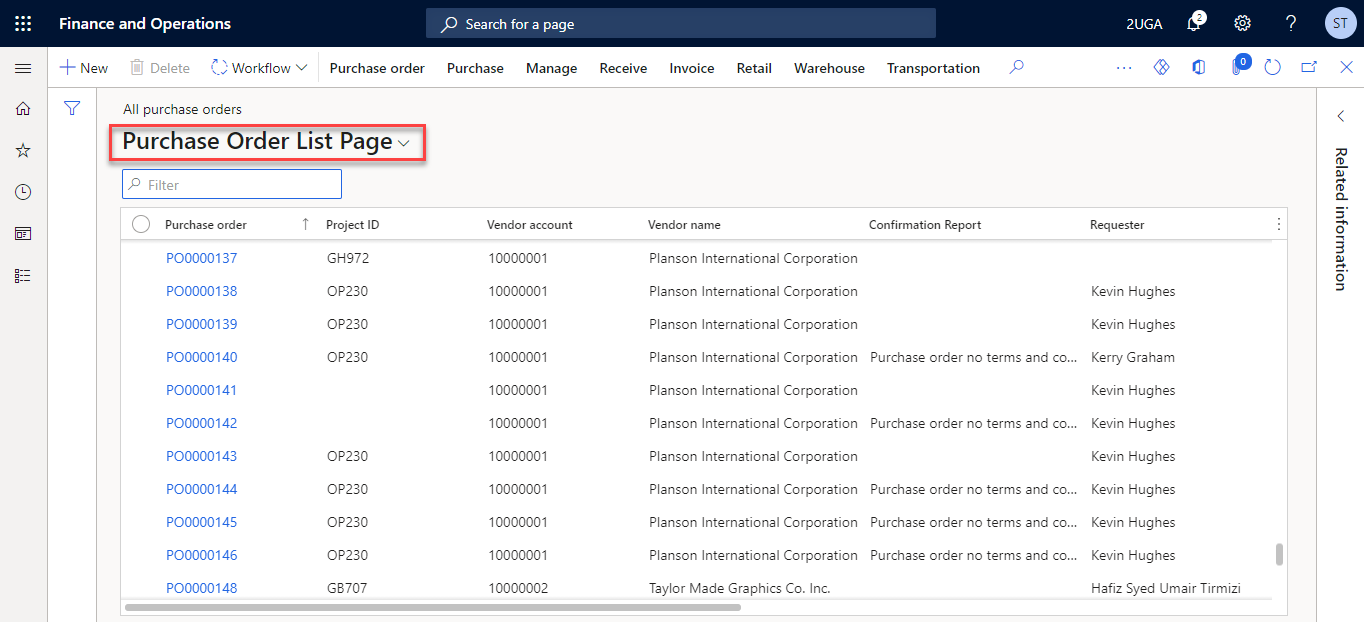 Finance and Operations Search for a page 2UGA 2 ? ST
New Delete Workflow Purchase order Purchase Manage Receive Invoice Retail Warehouse Transportation ... 0
All purchase orders
Purchase Order List Page
Filter
Purchase order ↑ Project ID Vendor account Vendor name Confirmation Report Requester
PO0000137 GH972 10000001 Planson International Corporation
PO0000138 OP230 10000001 Planson International Corporation Kevin Hughes
PO0000139 OP230 10000001 Planson International Corporation Kevin Hughes
PO0000140 OP230 10000001 Planson International Corporation Purchase order no terms and co... Kerry Graham
PO0000141 10000001 Planson International Corporation Kevin Hughes
PO0000142 10000001 Planson International Corporation Purchase order no terms and co... Kevin Hughes
PO0000143 OP230 10000001 Planson International Corporation Kevin Hughes
PO0000144 OP230 10000001 Planson International Corporation Purchase order no terms and co... Kevin Hughes
PO0000145 OP230 10000001 Planson International Corporation Purchase order no terms and co... Kevin Hughes
PO0000146 OP230 10000001 Planson International Corporation Purchase order no terms and co... Kevin Hughes
PO0000148 GB707 10000002 Taylor Made Graphics Co. Inc. Hafiz Syed Umair Tirmizi
Related information